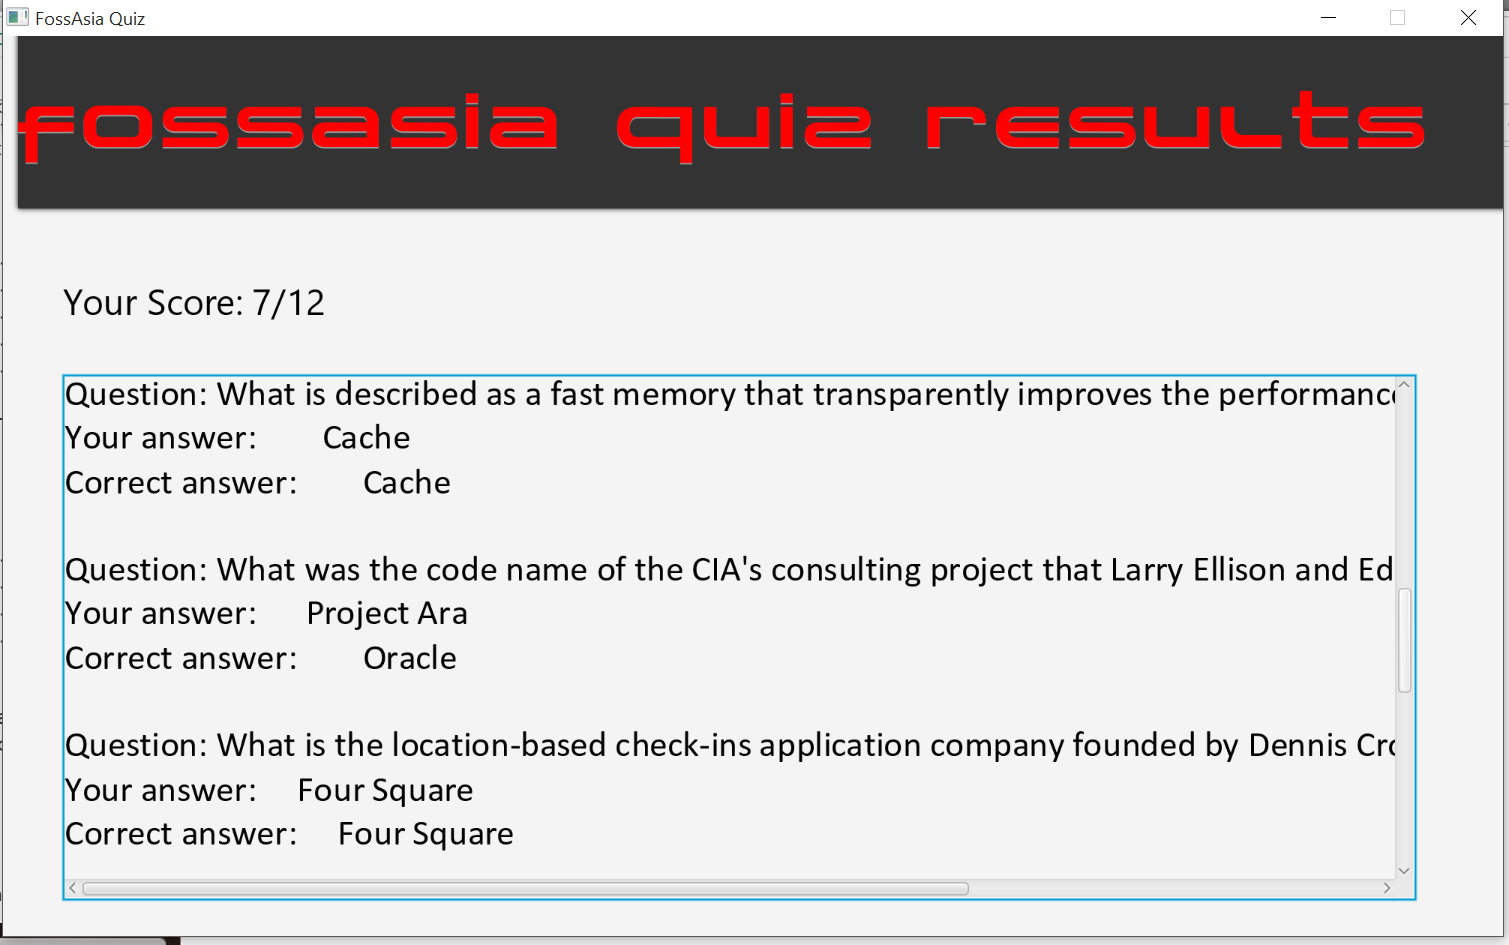 FossAsia Quiz
fossasia quiz results
Your Score: 7/12
Question: What is described as a fast memory that transparently improves the performance
Your answer: Cache
Correct answer: Cache
Question: What was the code name of the CIA's consulting project that Larry Ellison and Ed
Your answer: Project Ara
Correct answer: Oracle
Question: What is the location-based check-ins application company founded by Dennis Cro
Your answer: Four Square
Correct answer: Four Square